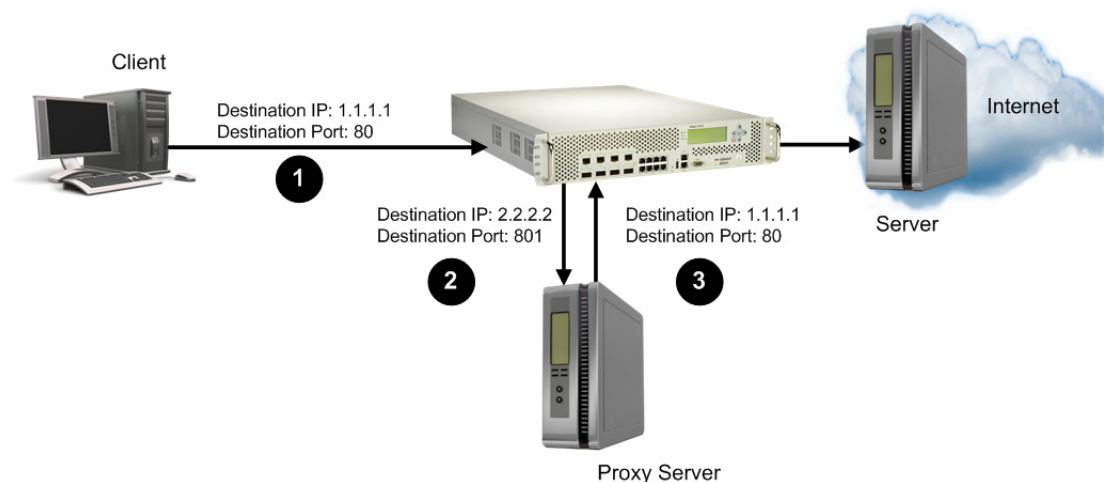 Client
Destination IP: 1.1.1.1
Destination Port: 80
1
Internet
Server
Destination IP: 2.2.2.2
Destination Port: 801
2
Destination IP: 1.1.1.1
Destination Port: 80
3
Proxy Server